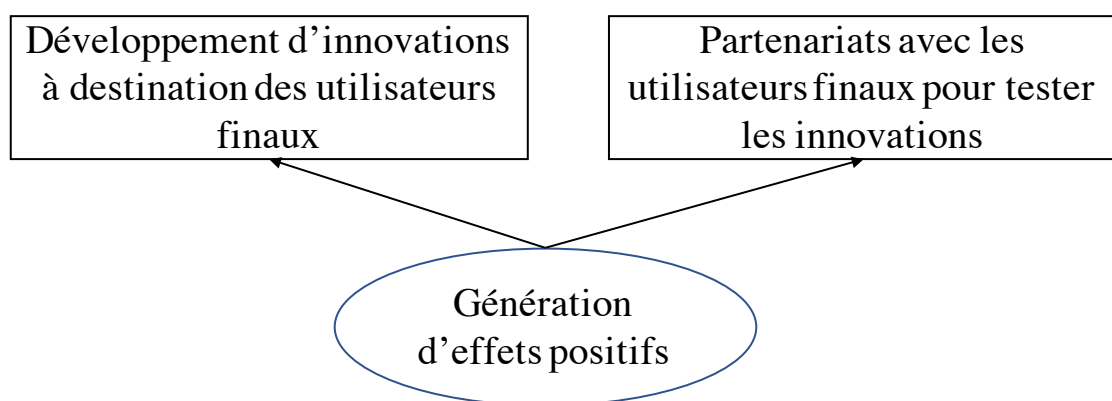 Développement d’innovations
à destination des utilisateurs
finaux
Partenariats avec les
utilisateurs finaux pour tester
les innovations
Génération
d’effets positifs